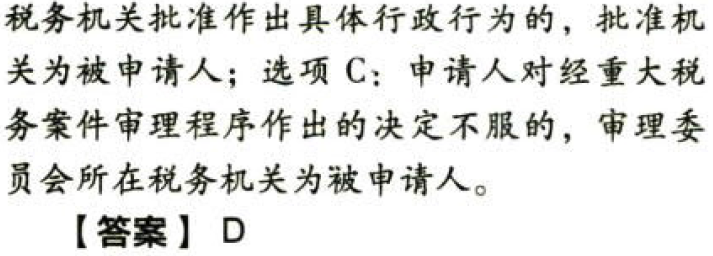 税务机关批准作出具体行政行为的，批准机
关为被申请人；选项 C：申请人对经重大税
务案件审理程序作出的决定不服的，审理委
员会所在税务机关为被申请人。
【答案】 D